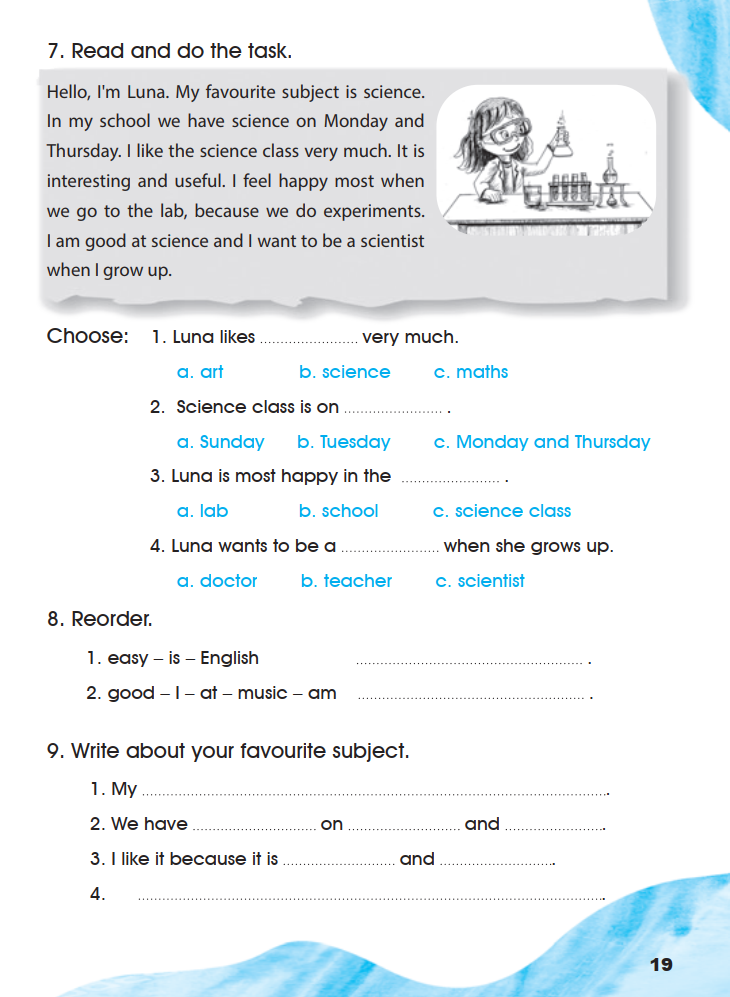 7. Read and do the task.
Hello, I'm Luna. My favourite subject is science.
In my school we have science on Monday and
Thursday. I like the science class very much. It is
interesting and useful. I feel happy most when
we go to the lab, because we do experiments.
I am good at science and I want to be a scientist
when I grow up.
Choose: 1. Luna likes ........................ very much.
a. art b. science c. maths
2. Science class is on ........................ .
a. Sunday b. Tuesday c. Monday and Thursday
3. Luna is most happy in the ........................ .
a. lab b. school c. science class
4. Luna wants to be a ........................ when she grows up.
a. doctor b. teacher c. scientist
8. Reorder.
1. easy – is – English ........................................................ .
2. good – I – at – music – am ........................................................ .
9. Write about your favourite subject.
1. My ................................................................................................................
2. We have .............................. on ........................... and ........................
3. I like it because it is ........................... and ...........................
4. ................................................................................................................
19